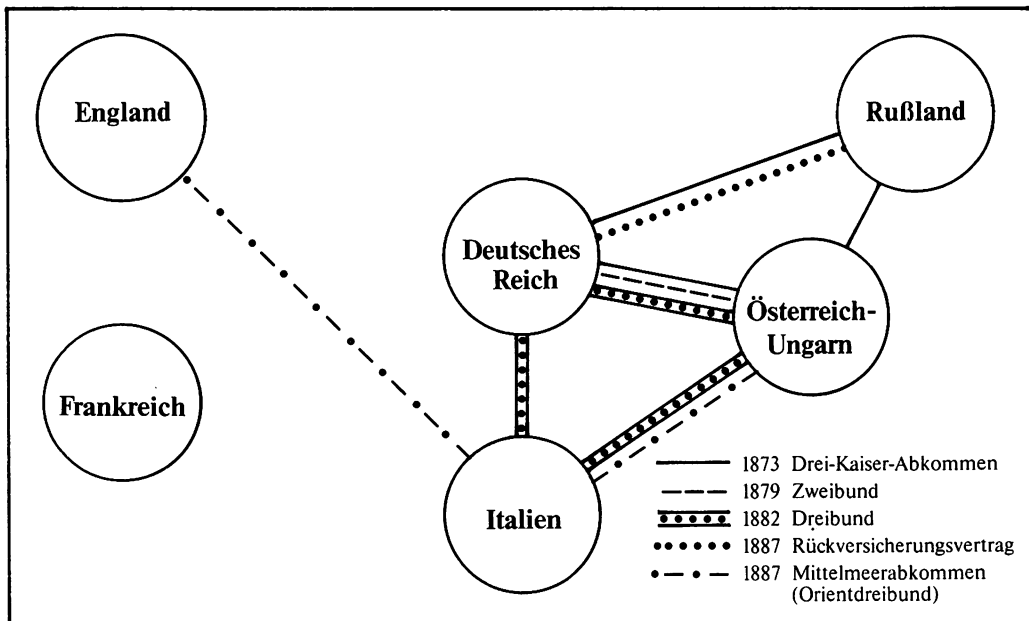 England
Rußland
Deutsches
Reich
Österreich-
Ungarn
Frankreich
Italien
1873 Drei-Kaiser-Abkommen
1879 Zweibund
1882 Dreibund
1887 Rückversicherungsvertrag
1887 Mittelmeerabkommen
(Orientdreibund)